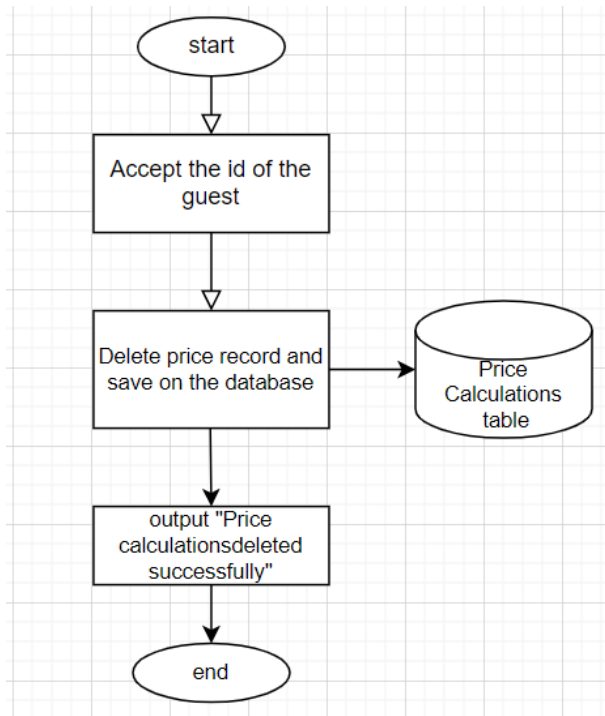 start
Accept the id of the
guest
Delete price record and
save on the database
Price
Calculations
table
output "Price
calculationsdeleted
successfully"
end